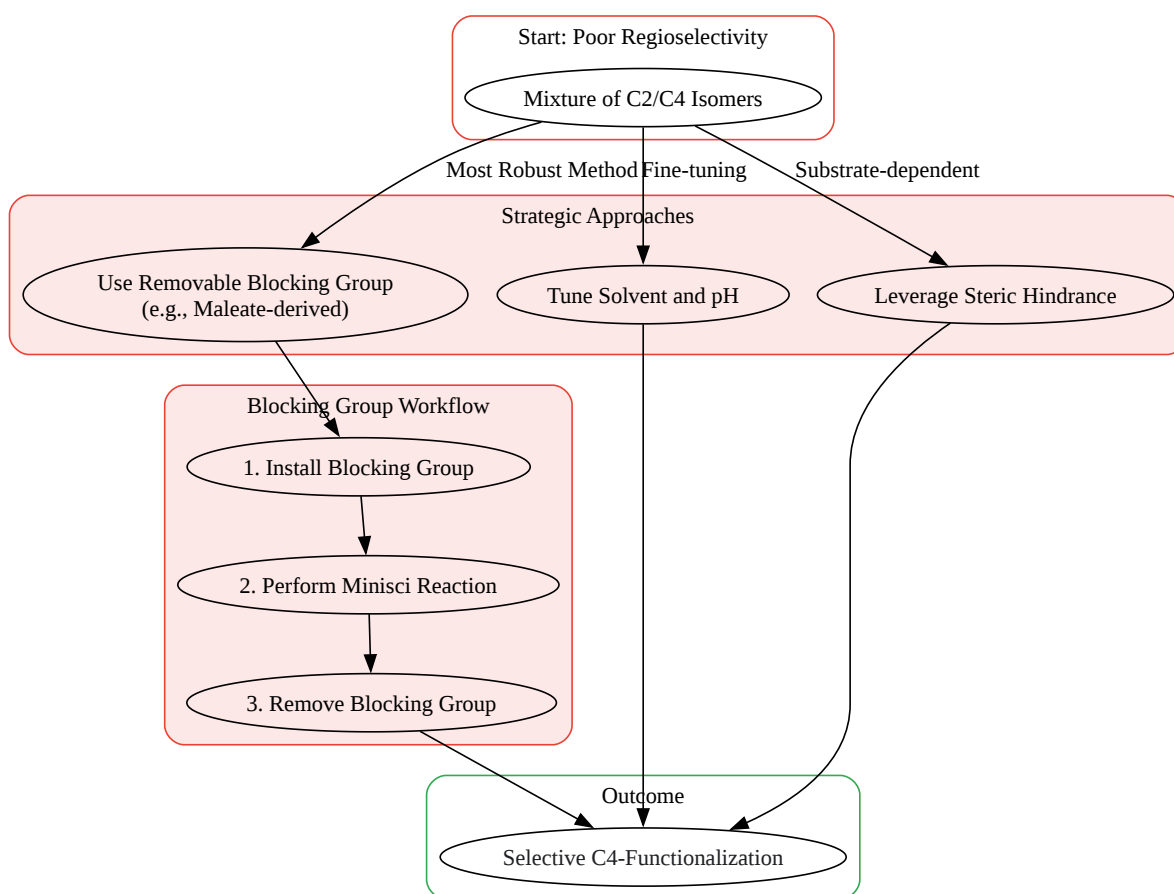 Start: Poor Regioselectivity
Mixture of C2/C4 Isomers
Most Robust Method
Fine-tuning
Substrate-dependent
Strategic Approaches
Use Removable Blocking Group
(e.g., Maleate-derived)
Tune Solvent and pH
Leverage Steric Hindrance
Blocking Group Workflow
1. Install Blocking Group
2. Perform Minisci Reaction
3. Remove Blocking Group
Outcome
Selective C4-Functionalization